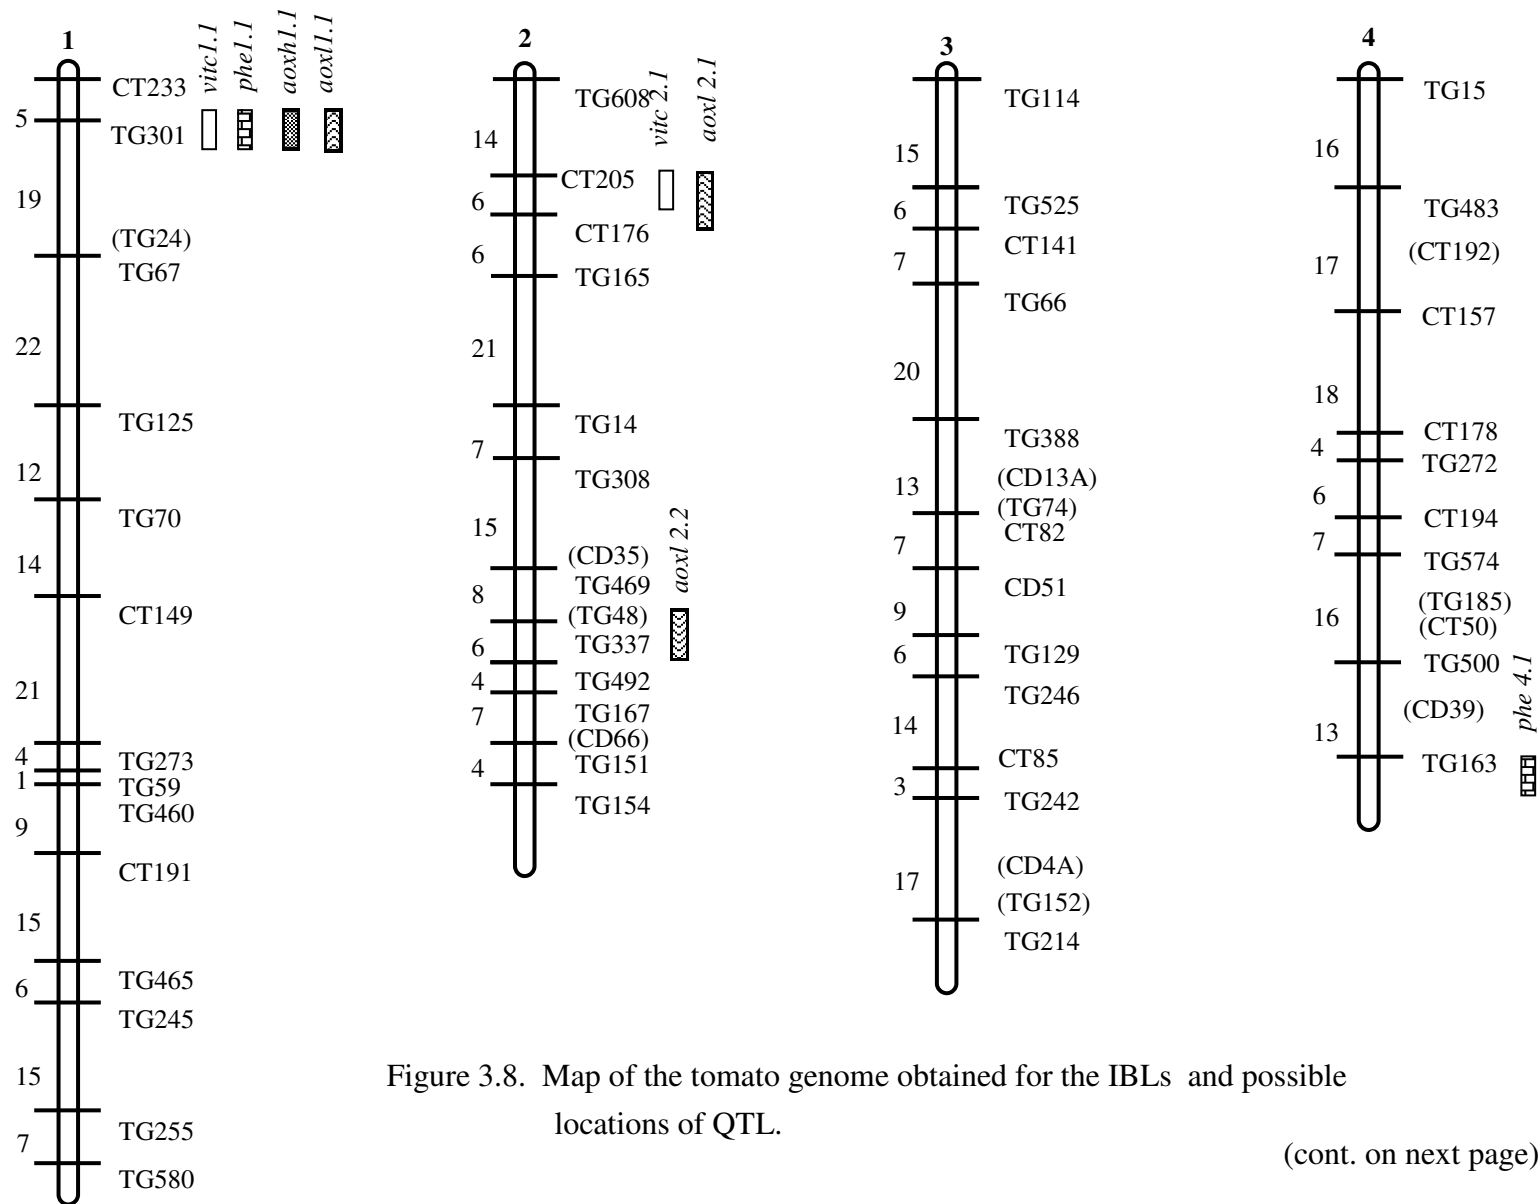 1
vitc1.1
phe1.1
aoxh1.1
aoxl1.1
CT233
5
TG301
19
(TG24)
TG67
22
TG125
12
TG70
14
CT149
21
TG273
4
TG59
1
TG460
9
CT191
15
TG465
6
TG245
15
TG255
7
TG580
2
vitc 2.1
aoxl 2.1
TG608
14
CT205
6
CT176
6
TG165
21
TG14
7
TG308
15
(CD35)
TG469
8
(TG48)
TG337
aoxl 2.2
6
TG492
4
TG167
7
(CD66)
TG151
4
TG154
3
TG114
15
TG525
6
CT141
7
TG66
20
TG388
13
(CD13A)
(TG74)
CT82
7
CD51
9
TG129
6
TG246
14
CT85
3
TG242
17
(CD4A)
(TG152)
TG214
4
TG15
16
TG483
(CT192)
17
CT157
18
CT178
4
TG272
6
CT194
7
TG574
(TG185)
16
(CT50)
TG500
(CD39)
13
TG163
phe 4.1
Figure 3.8. Map of the tomato genome obtained for the IBLs and possible
locations of QTL.
(cont. on next page)